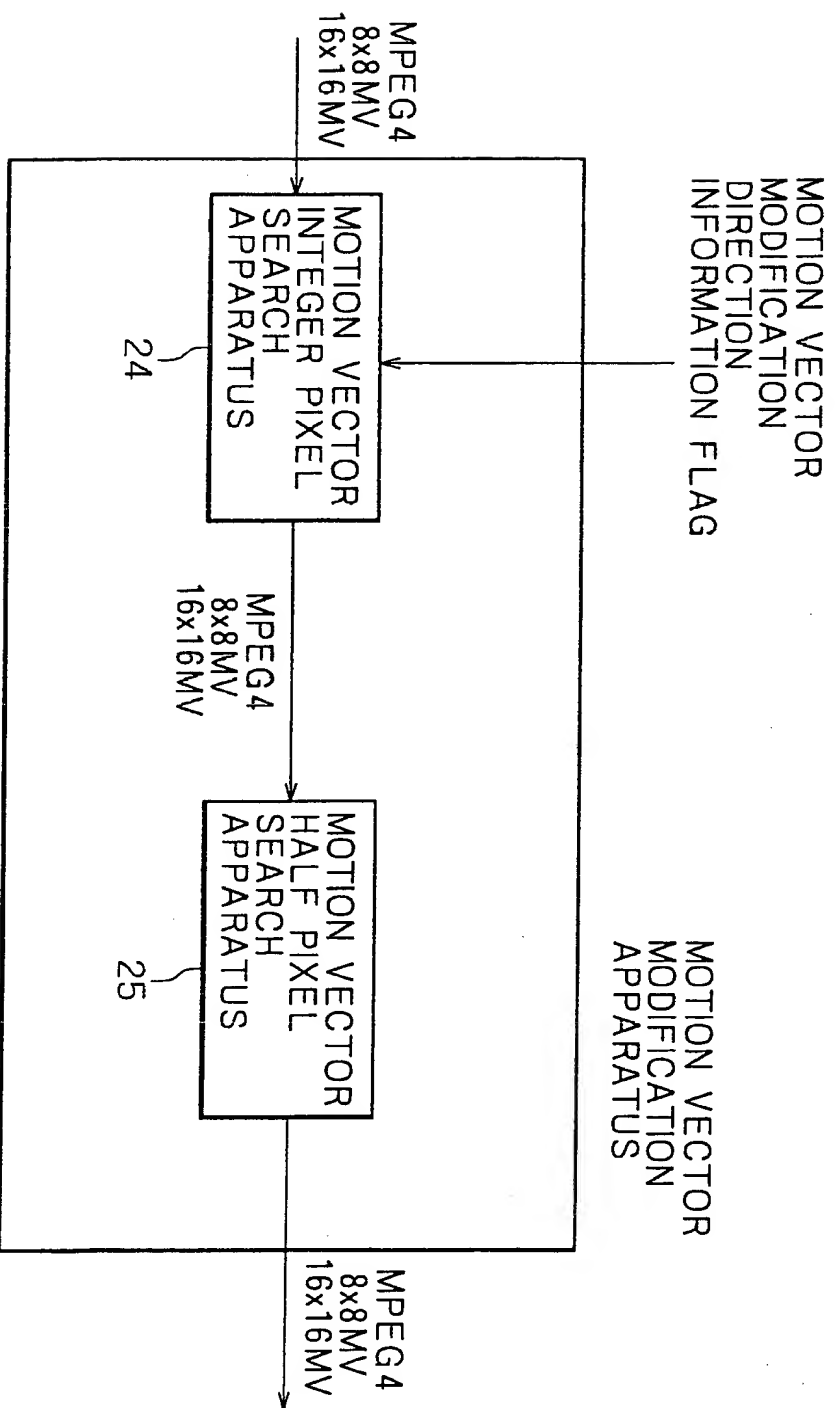 MOTION VECTOR
MODIFICATION
DIRECTION
INFORMATION FLAG
MOTION VECTOR
MODIFICATION
APPARATUS
MPEG4
8x8MV
16x16MV
MOTION VECTOR
INTEGER PIXEL
SEARCH
APPARATUS
24
MPEG4
8x8MV
16x16MV
MOTION VECTOR
HALF PIXEL
SEARCH
APPARATUS
25
MPEG4
8x8MV
16x16MV